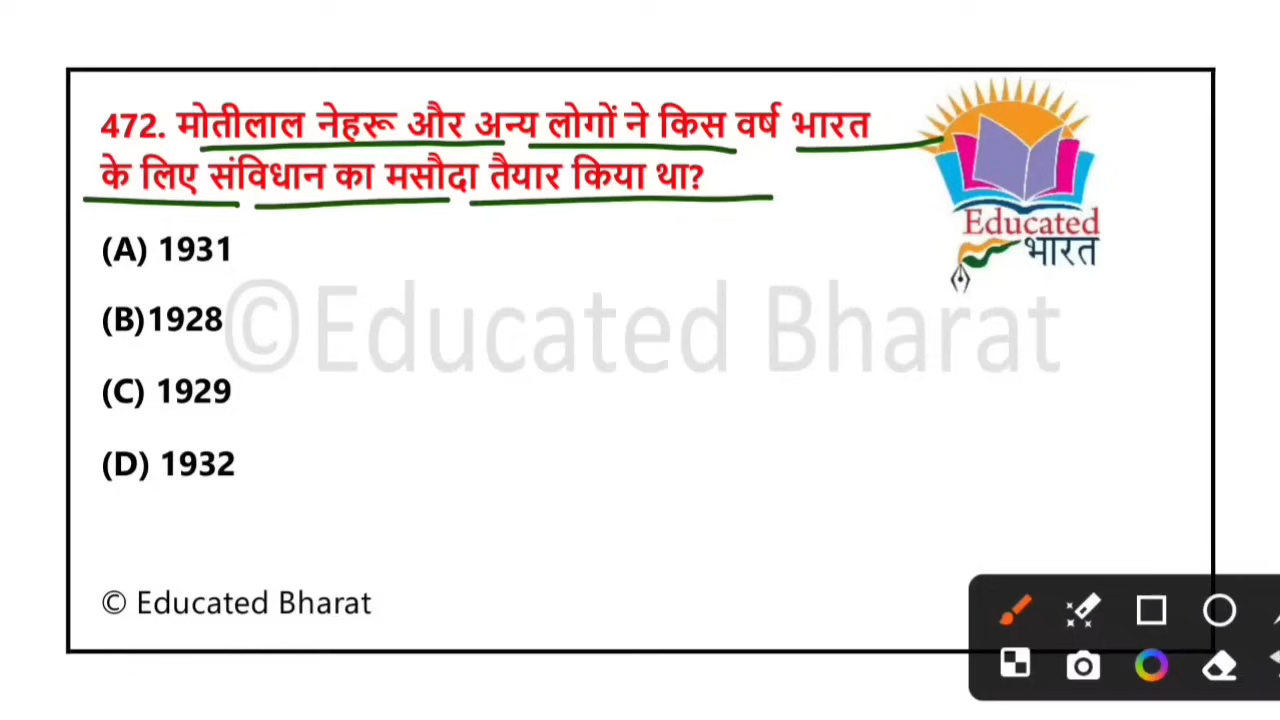 472. मोतीलाल नेहरू और अन्य लोगों ने किस वर्ष भारत
के लिए संविधान का मसौदा तैयार किया था?
Educated
भारत
(A) 1931
©Educated Bharat
(B)1928
(C) 1929
(D) 1932
© Educated Bharat